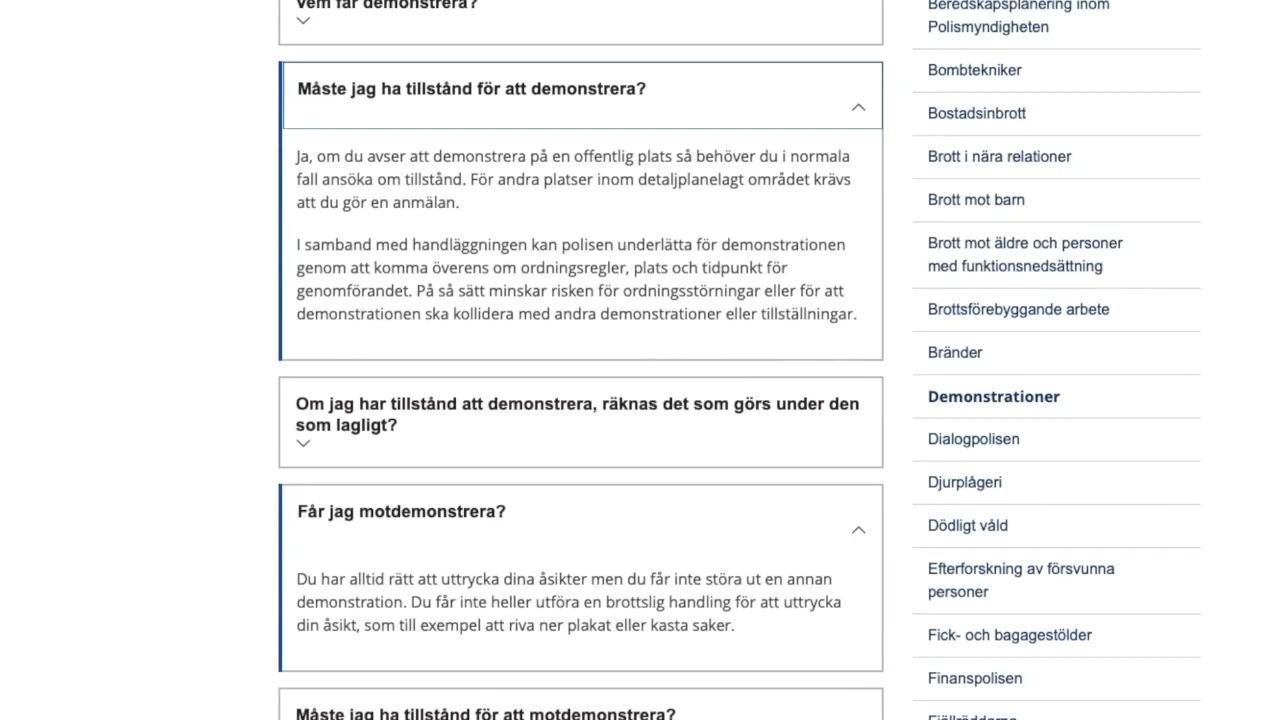 Vem får demonstrera?
Måste jag ha tillstånd för att demonstrera?
Ja, om du avser att demonstrera på en offentlig plats så behöver du i normala
fall ansöka om tillstånd. För andra platser inom detaljplanelagt området krävs
att du gör en anmälan.
I samband med handläggningen kan polisen underlätta för demonstrationen
genom att komma överens om ordningsregler, plats och tidpunkt för
genomförandet. På så sätt minskar risken för ordningsstörningar eller för att
demonstrationen ska kollidera med andra demonstrationer eller tillställningar.
Om jag har tillstånd att demonstrera, räknas det som görs under den
som lagligt?
Får jag motdemonstrera?
Du har alltid rätt att uttrycka dina åsikter men du får inte störa ut en annan
demonstration. Du får inte heller utföra en brottslig handling för att uttrycka
din åsikt, som till exempel att riva ner plakat eller kasta saker.
Måste jag ha tillstånd för att motdemonstrera?
Beredskapsplanering inom
Polismyndigheten
Bombtekniker
Bostadsinbrott
Brott i nära relationer
Brott mot barn
Brott mot äldre och personer
med funktionsnedsättning
Brottsförebyggande arbete
Bränder
Demonstrationer
Dialogpolisen
Djurplågeri
Dödligt våld
Efterforskning av försvunna
personer
Fick- och bagagestölder
Finanspolisen